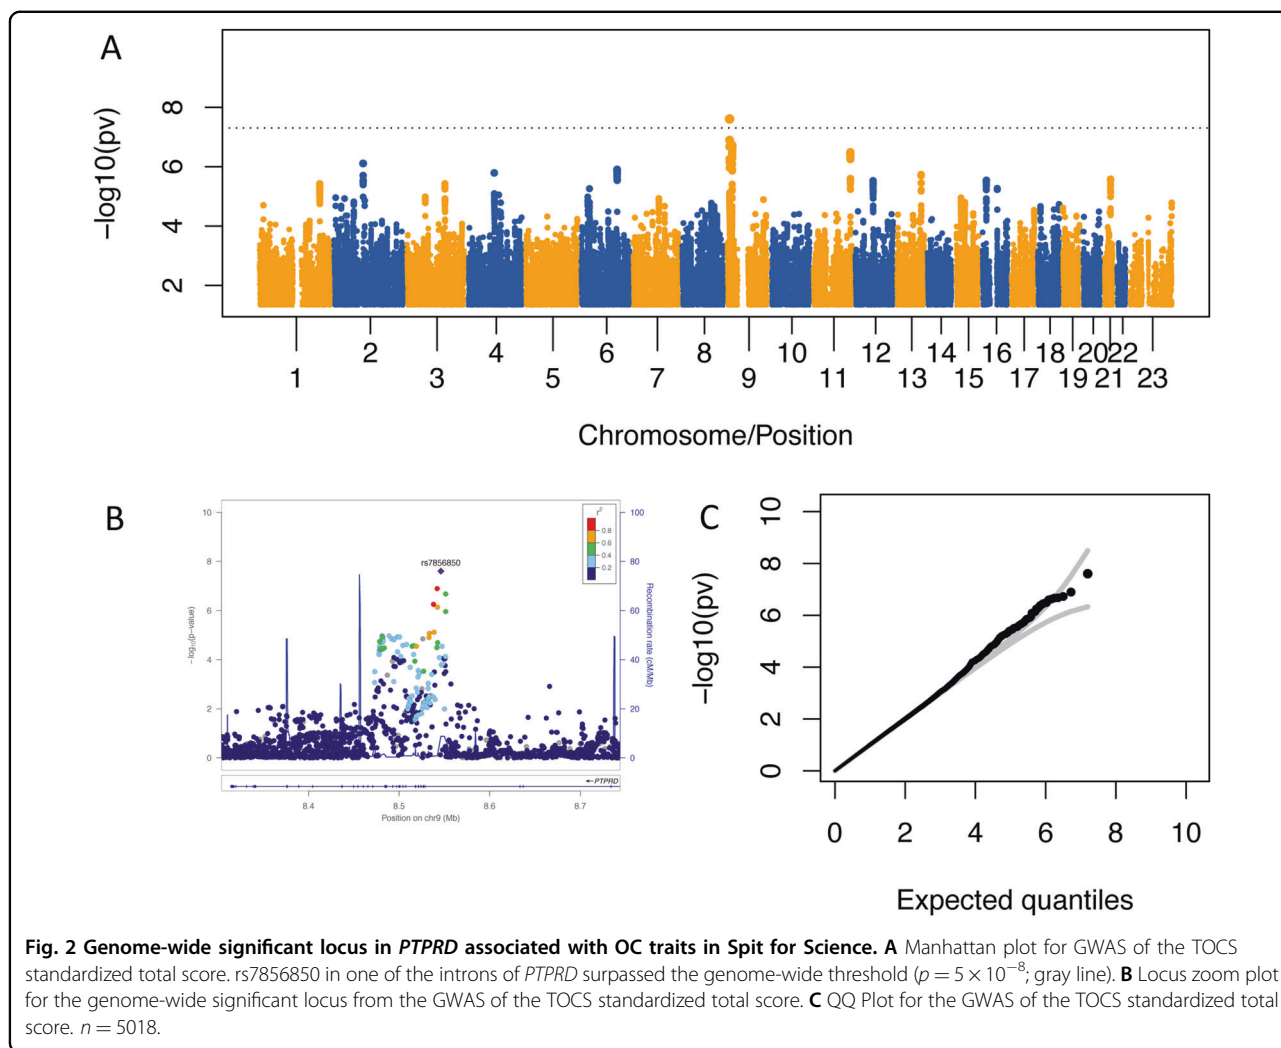 A
−log10(pv)
8
6
4
2
2 4 6 8 10 12 14 16 18 20 22
1 3 5 7 9 11 13 15 17 19 21 23
Chromosome/Position
B
10
8
6
4
2
0
− log10(p−value)
100
80
60
40
20
0
Recombination rate (cM/Mb)
r2
0.8
0.6
0.4
0.2
rs7856850
←PTPRD
8.4 8.5 8.6 8.7
Position on chr9 (Mb)
C
−log10(pv)
10
8
6
4
2
0
0 2 4 6 8 10
Expected quantiles
Fig. 2 Genome-wide significant locus in PTPRD associated with OC traits in Spit for Science. A Manhattan plot for GWAS of the TOCS
standardized total score. rs7856850 in one of the introns of PTPRD surpassed the genome-wide threshold (p = 5 × 10⁻⁸; gray line). B Locus zoom plot
for the genome-wide significant locus from the GWAS of the TOCS standardized total score. C QQ Plot for the GWAS of the TOCS standardized total
score. n = 5018.